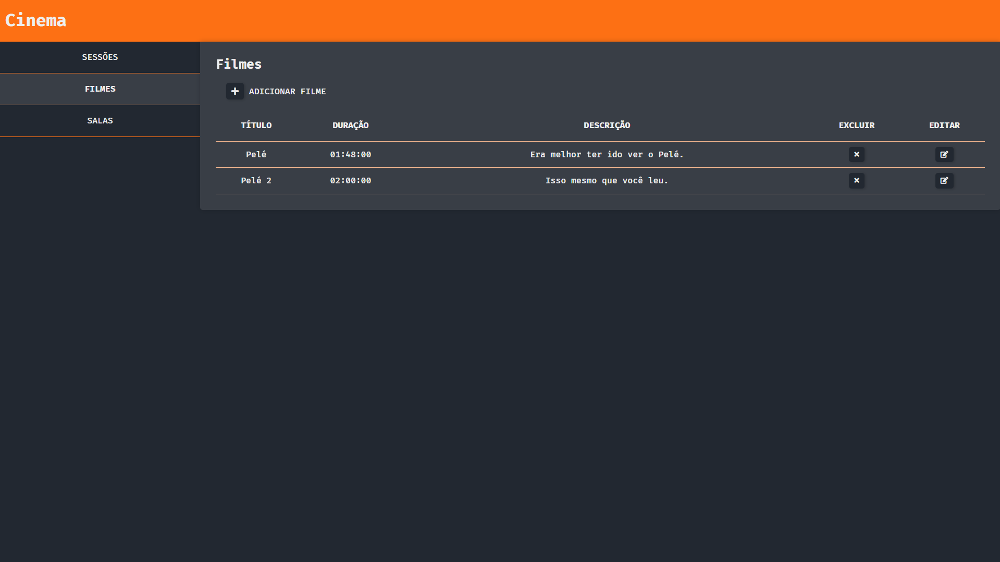 Cinema
SESSÕES
FILMES
SALAS
Filmes
ADICIONAR FILME
TÍTULO DURAÇÃO DESCRIÇÃO EXCLUIR EDITAR
Pelé 01:48:00 Era melhor ter ido ver o Pelé.
Pelé 2 02:00:00 Isso mesmo que você leu.